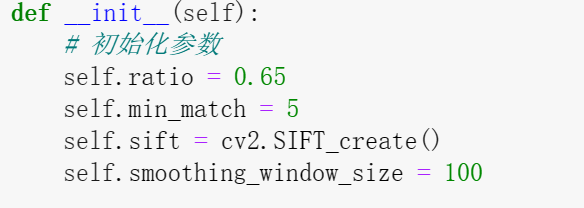 def __init__(self):
    # 初始化参数
    self.ratio = 0.65
    self.min_match = 5
    self.sift = cv2.SIFT_create()
    self.smoothing_window_size = 100